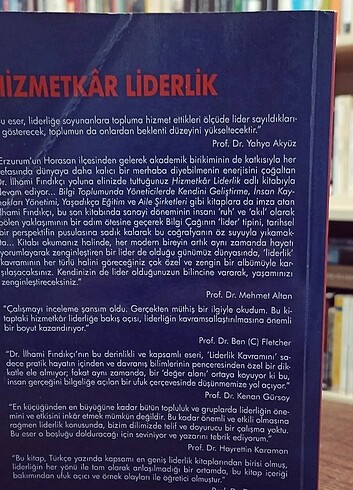 HİZMETKÂR LİDERLİK
u eser, liderliğe soyunanlara topluma hizmet ettikleri ölçüde lider sayıldıkları-
gösterecek, toplumun da onlardan beklenti düzeyini yükseltecektir."
Prof. Dr. Yahya Akyüz
Erzurum'un Horasan ilçesinden gelerek akademik birikiminin de katkısıyla her
efasında dünyaya daha kalıcı bir merhaba diyebilmenin enerjisini çoğalan
Dr. İlhami Fındıkçı yoluna elinizde tuttuğunuz Hizmetkâr Liderlik adlı kitabıyla
devam ediyor... Bilgi Toplumunda Yöneticilerde Kendini Geliştirme, İnsan Kay-
nakları Yönetimi, Yaşadıkça Eğitim ve Aile Şirketleri gibi kitaplara da imza atan
İlhami Fındıkçı, bu son kitabında sanayi döneminin insanı 'ruh' ve 'akıl' olarak
bölen yaklaşımının bir adım ötesine geçerek Bilgi Çağının 'lider' tipini, tarihsel
bir perspektifin pusulasına sadık kalarak bu coğrafyanın öz suyuyla yıkamak-
ta... Kitabı okumanız halinde, her modern bireyin artık aynı zamanda hayatı
yorumlayarak zenginleştiren bir lider de olduğu günümüz dünyasında, 'liderlik'
kavramının her türlü halini göreceğiniz çok özel ve zengin bir albümüyle kar-
şılaşacaksınız. Kendinizin de lider olduğunuzun bilincine vararak, yaşamınızı
zenginleştireceksiniz."
Prof. Dr. Mehmet Altan
"Çalışmayı inceleme şansım oldu. Gerçekten müthiş bir ilgiyle okudum. Bu ki-
taptaki hizmetkâr liderliğe bakış açısı, liderliğin kavramsallaştırılmasına önemli
bir boyut kazandırıyor."
Prof. Dr. Ben (C) Fletcher
"Dr. İlhami Fındıkçı'nın bu derinlikli ve kapsamlı eseri, 'Liderlik Kavramını' sa-
dece pratik hayatın içinden ve davranış bilimlerinin penceresinden özel bir dik-
katle ele almıyor; fakat aynı zamanda, bir 'değer alanı' ortaya koyuyor ki bu,
insan gerçeğini bilgeliğe açılan bir ufuk çerçevesinde düşünmemize yol açıyor."
Prof. Dr. Kenan Gürsoy
"En küçüğünden en büyüğüne kadar bütün topluluk ve gruplarda liderliğin öne-
mini ve etkisini inkâr etmek mümkün değildir. Bu kadar önemli ve etkili olmasına
rağmen liderlik konusunda, bizim dilimizde telif ve doyurucu bir çalışma yoktu.
Bu eser o boşluğu dolduracağı için seviniyor ve yazarını tebrik ediyorum."
Prof. Dr. Hayrettin Karaman
"Bu kitap, Türkçe yazında kapsamı en geniş liderlik kitaplarından birisi olmuş,
liderliğin her yönü ile tam olarak anlaşılmadığı bir ortamda, bu kitap içeriği
bakımından ufuk açıcı ve örnek olayları ile öğretici olmuştur."